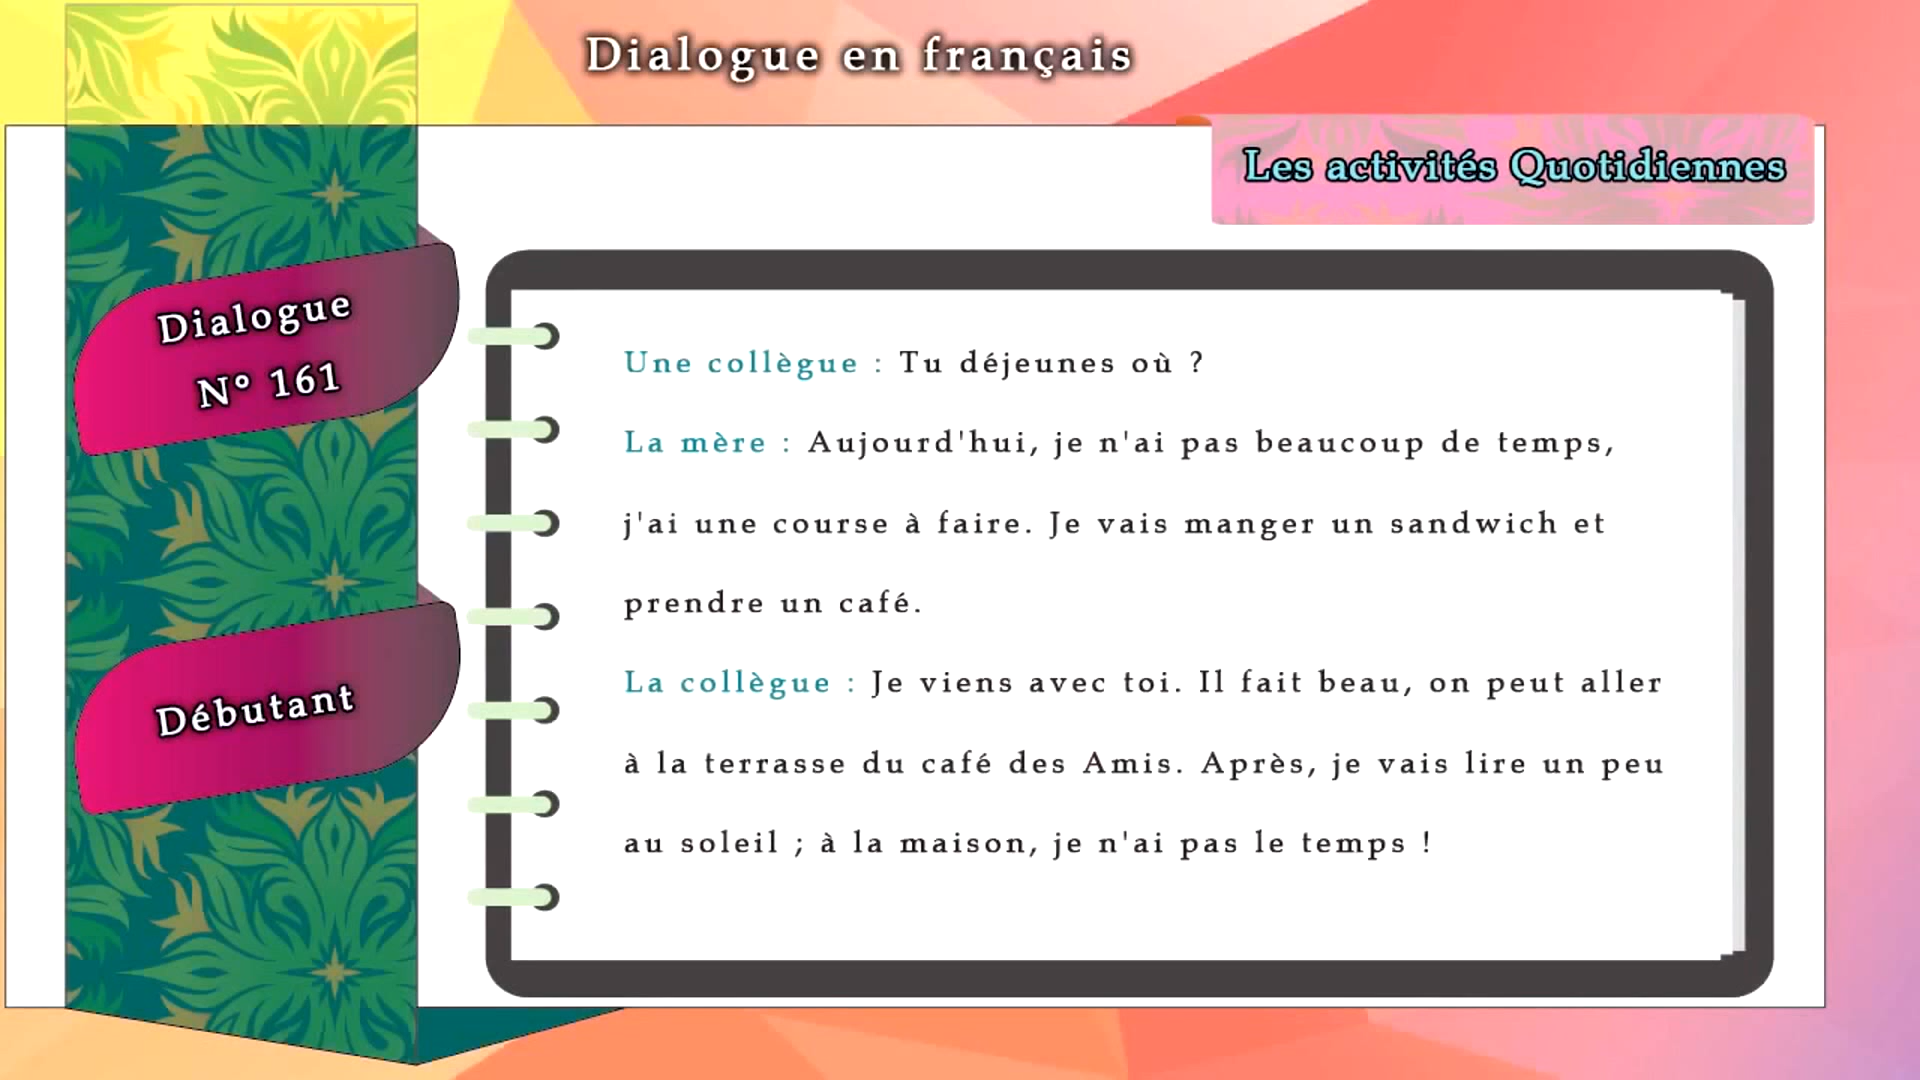 Dialogue en français
Les activités Quotidiennes
Dialogue
N° 161
Débutant
Une collègue : Tu déjeunes où ?
La mère : Aujourd'hui, je n'ai pas beaucoup de temps,
j'ai une course à faire. Je vais manger un sandwich et
prendre un café.
La collègue : Je viens avec toi. Il fait beau, on peut aller
à la terrasse du café des Amis. Après, je vais lire un peu
au soleil ; à la maison, je n'ai pas le temps !